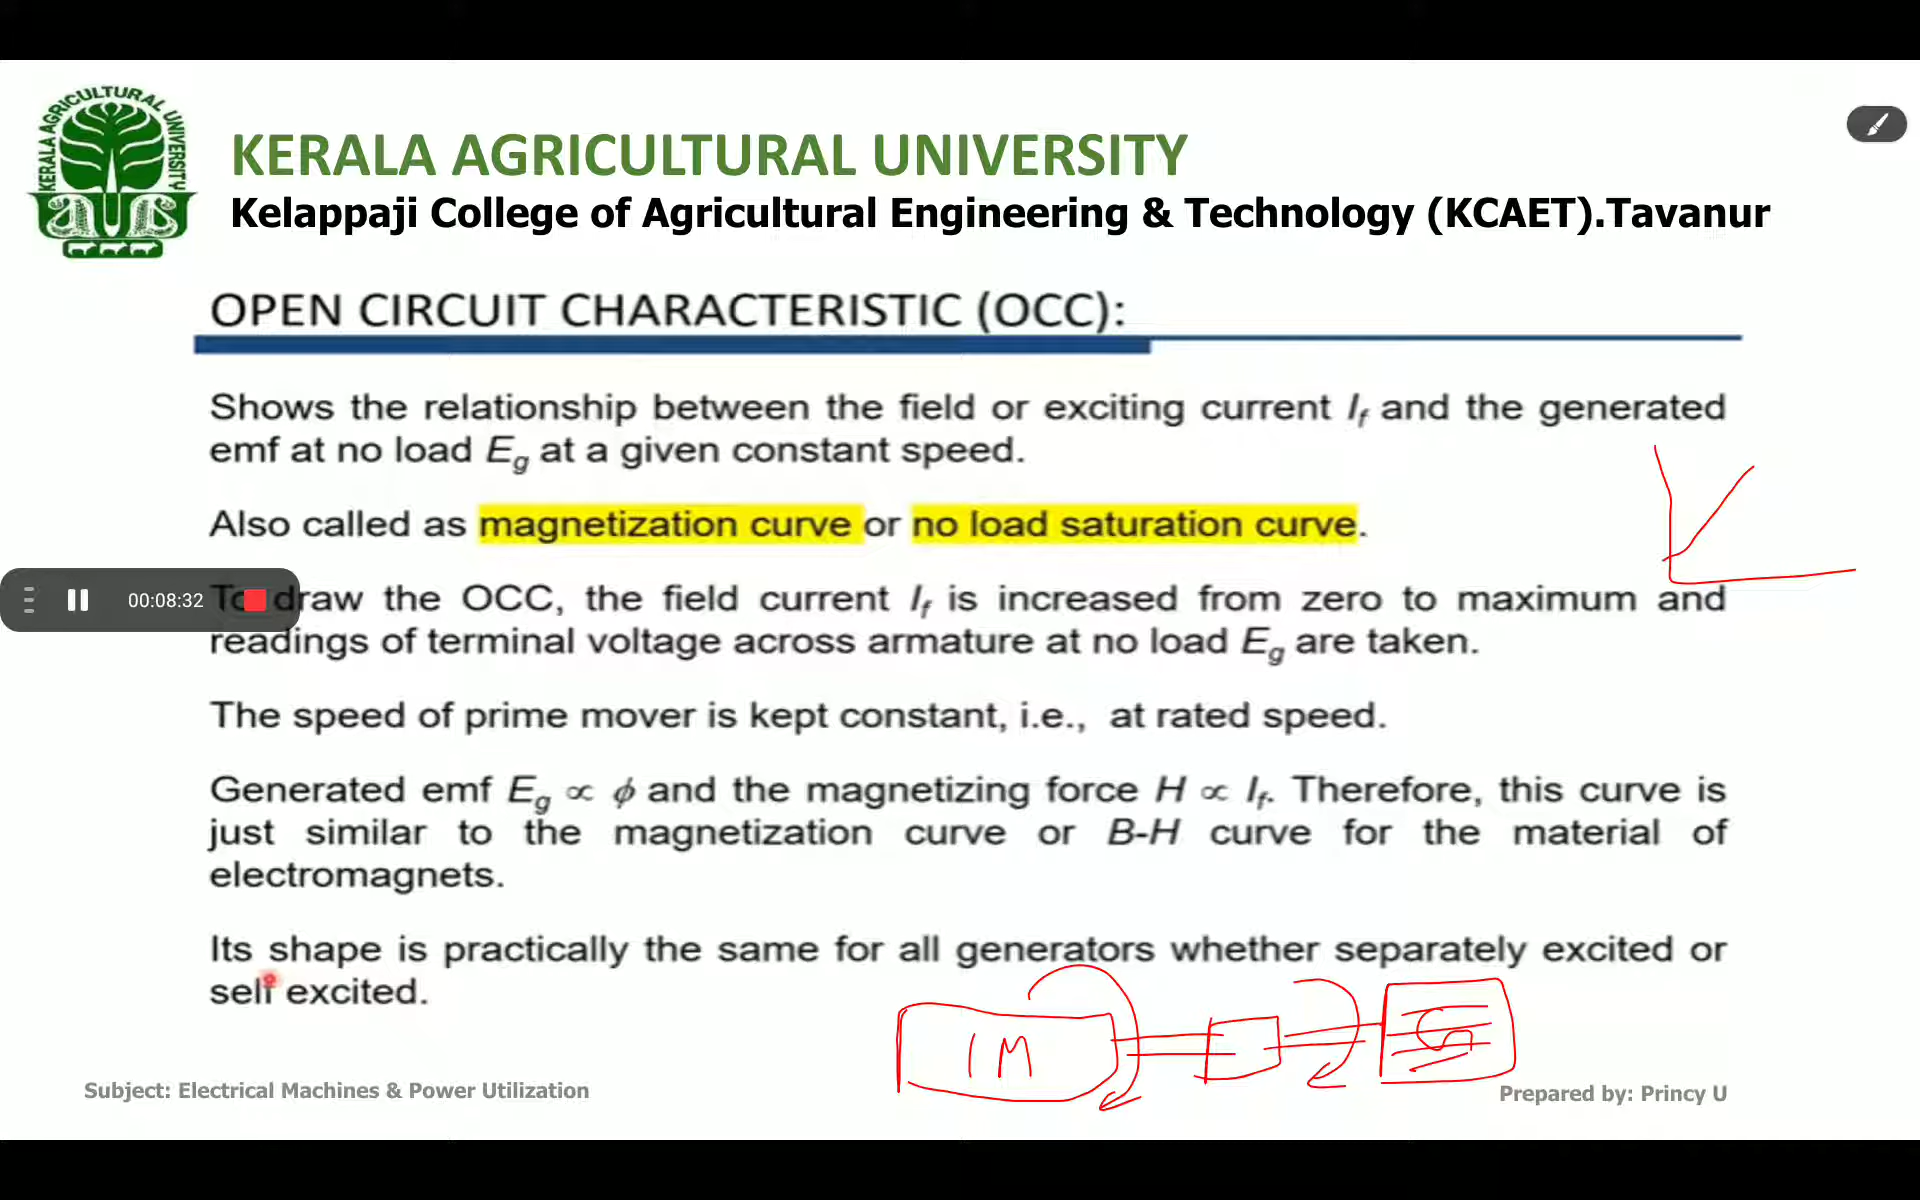 KERALA AGRICULTURAL UNIVERSITY
KERALA AGRICULTURAL UNIVERSITY
Kelappaji College of Agricultural Engineering & Technology (KCAET).Tavanur
OPEN CIRCUIT CHARACTERISTIC (OCC):
Shows the relationship between the field or exciting current If and the generated
emf at no load Eg at a given constant speed.
Also called as magnetization curve or no load saturation curve.
00:08:32
To draw the OCC, the field current If is increased from zero to maximum and
readings of terminal voltage across armature at no load Eg are taken.
The speed of prime mover is kept constant, i.e., at rated speed.
Generated emf Eg ∝ ϕ and the magnetizing force H ∝ If. Therefore, this curve is
just similar to the magnetization curve or B-H curve for the material of
electromagnets.
Its shape is practically the same for all generators whether separately excited or
self excited.
IM
G
Subject: Electrical Machines & Power Utilization
Prepared by: Princy U